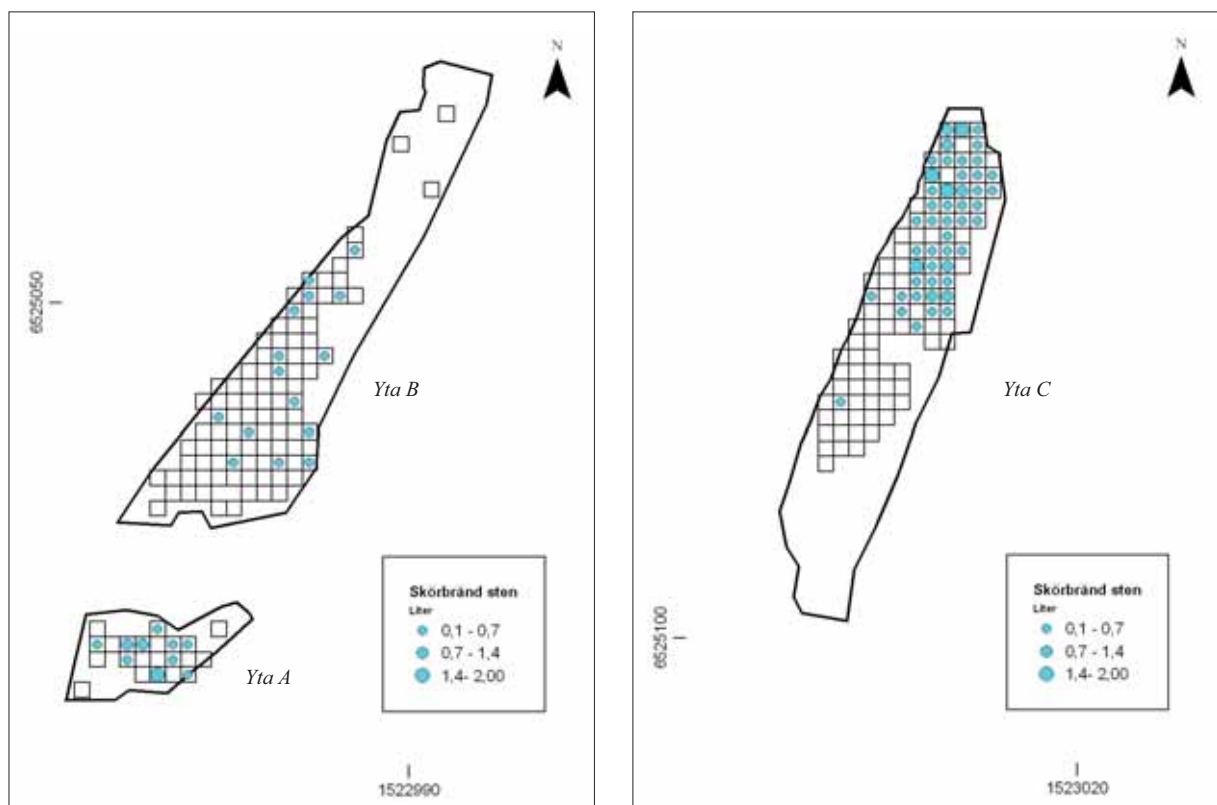 N
6525050
Yta B
Skörbränd sten
Liter
0,1 - 0,7
0,7 - 1,4
1,4- 2,00
Yta A
1522990
N
Yta C
Skörbränd sten
Liter
0,1 - 0,7
0,7 - 1,4
1,4- 2,00
6525100
1523020